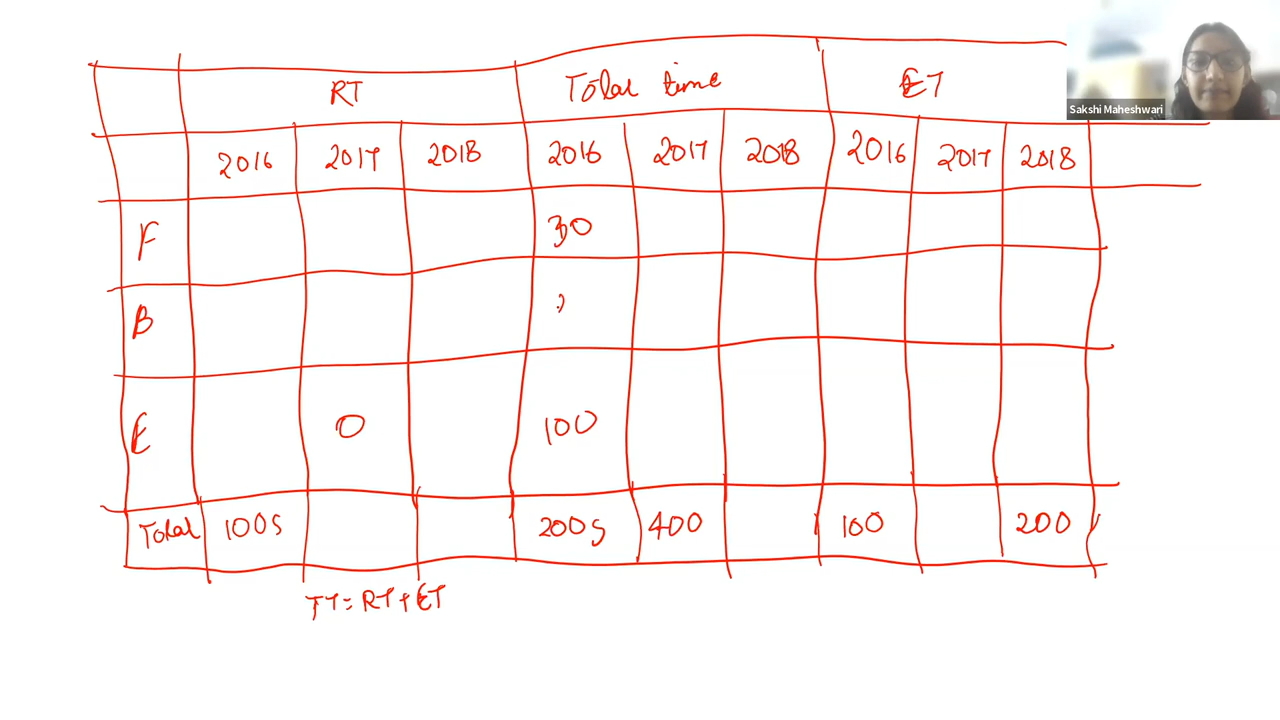 RT Total time ET
Sakshi Maheshwari
2016 2017 2018 2016 2017 2018 2016 2017 2018
F 30
B
E 0 100
Total 100s 200s 400 100 200
TT = RT + ET